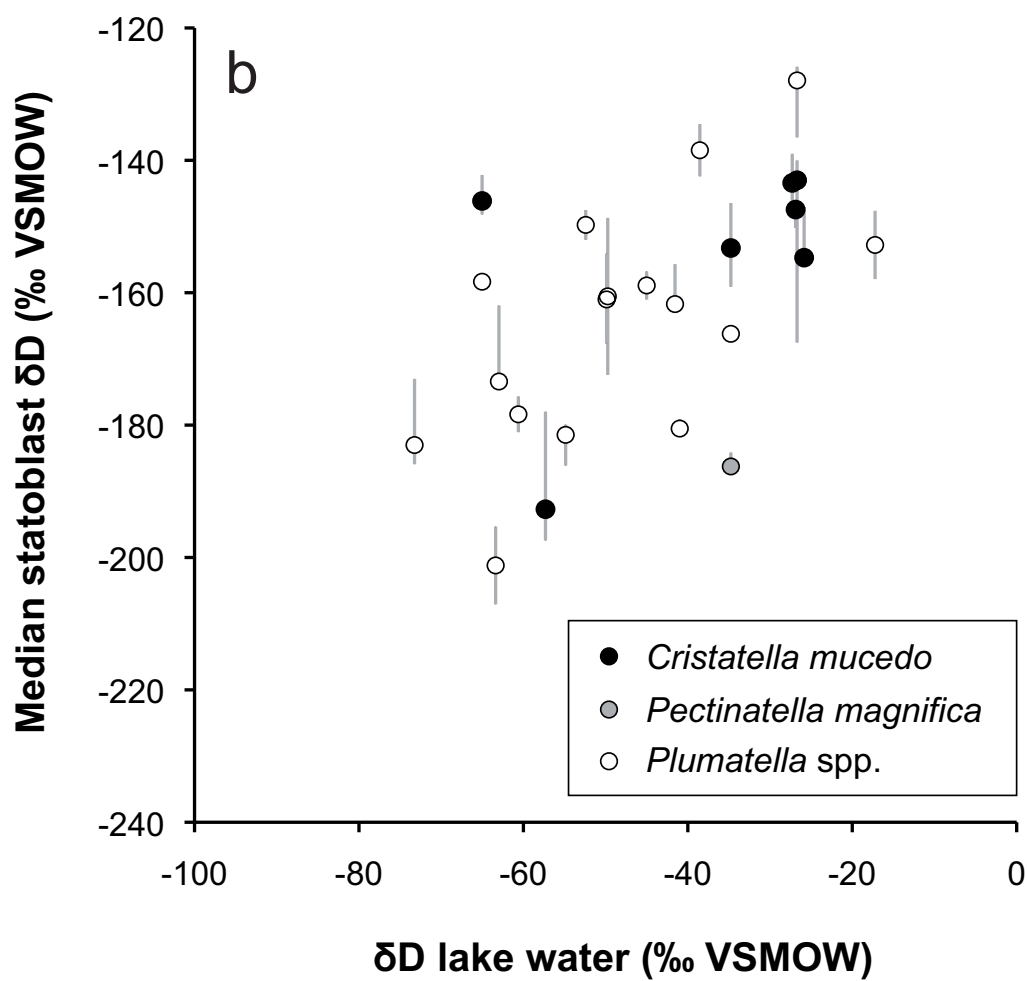 b
Median statoblast δD (‰ VSMOW)
-120
-140
-160
-180
-200
-220
-240
Cristatella mucedo
Pectinatella magnifica
Plumatella spp.
-100 -80 -60 -40 -20 0
δD lake water (‰ VSMOW)